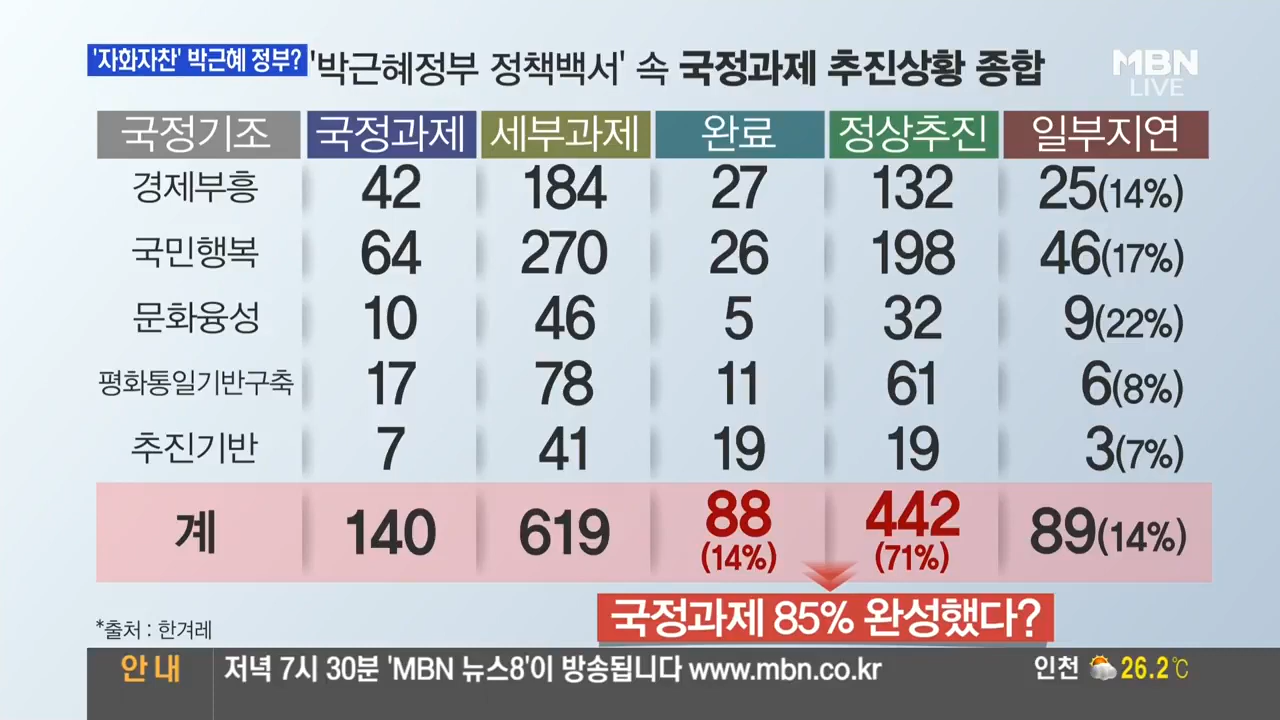 '자화자찬' 박근혜 정부?
'박근혜정부 정책백서' 속 국정과제 추진상황 종합
MBN
LIVE
국정기조 국정과제 세부과제 완료 정상추진 일부지연
경제부흥 42 184 27 132 25(14%)
국민행복 64 270 26 198 46(17%)
문화융성 10 46 5 32 9(22%)
평화통일기반구축 17 78 11 61 6(8%)
추진기반 7 41 19 19 3(7%)
계 140 619 88 (14%) 442 (71%) 89(14%)
국정과제 85% 완성했다?
*출처 : 한겨레
안 내 저녁 7시 30분 'MBN 뉴스8'이 방송됩니다 www.mbn.co.kr 인천 26.2℃